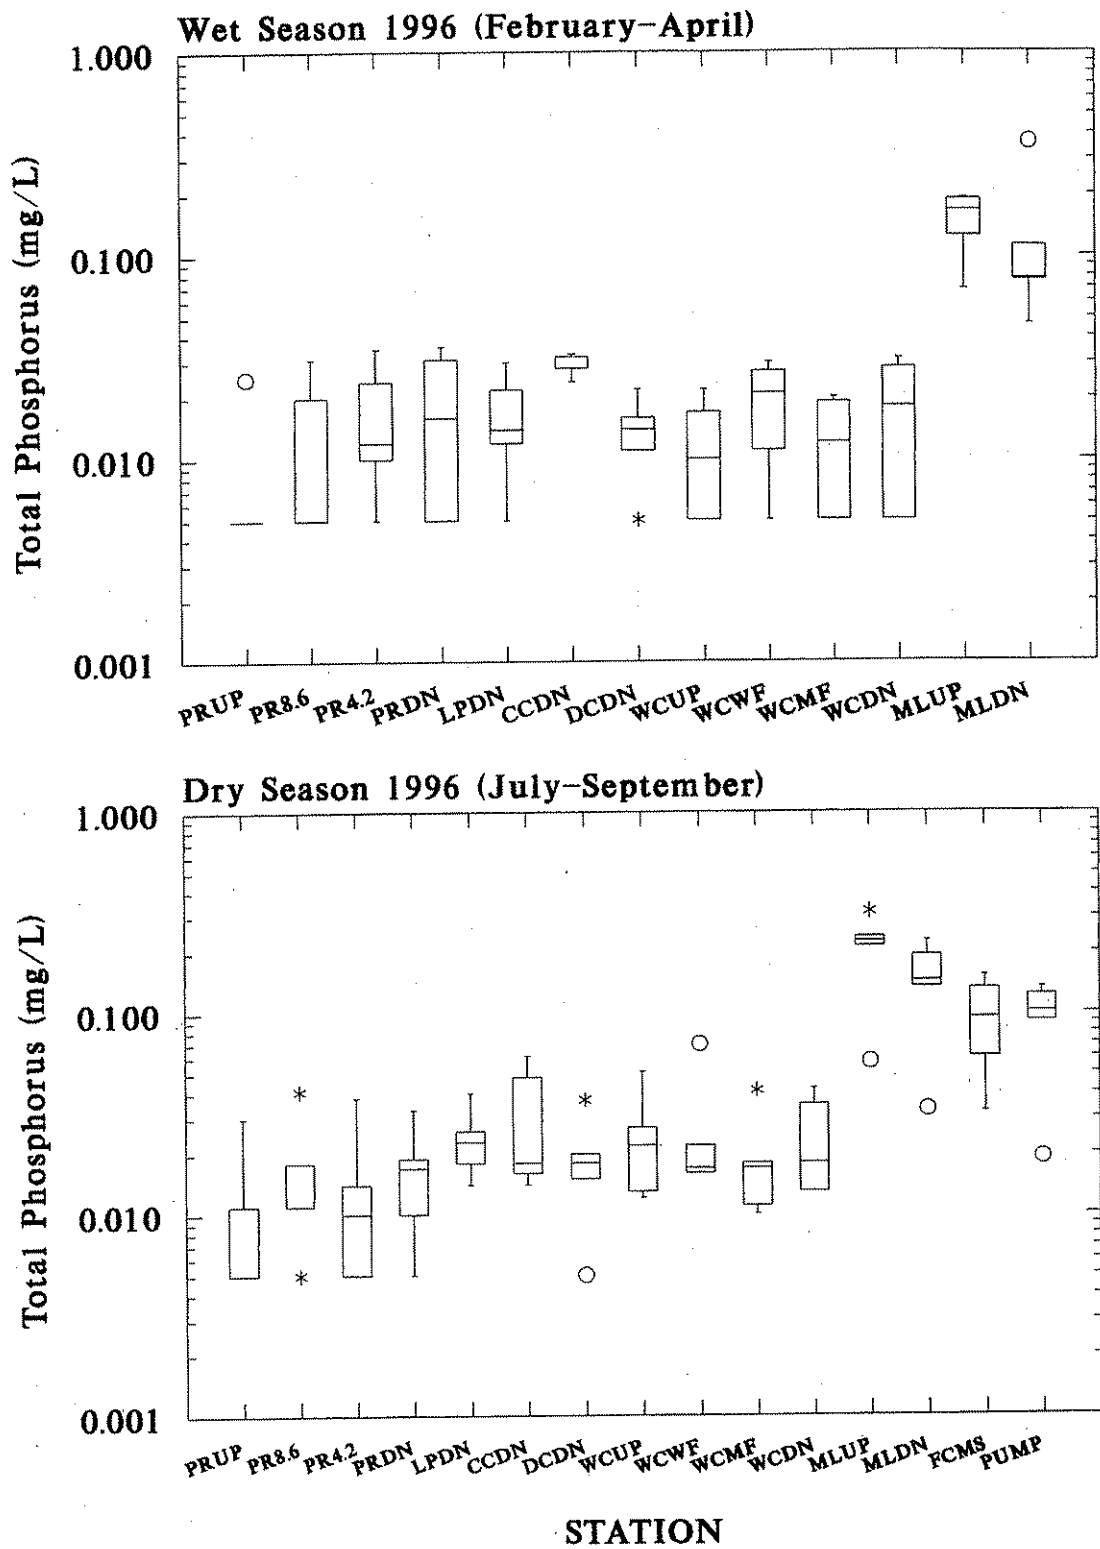 Wet Season 1996 (February-April)
Total Phosphorus (mg/L)
1.000
0.100
0.010
0.001
PRUP PR8.6 PR4.2 PRDN LPDN CCDN DCDN WCUP WCWF WCMF WCDN MLUP MLDN
Dry Season 1996 (July-September)
Total Phosphorus (mg/L)
1.000
0.100
0.010
0.001
PRUP PR8.6 PR4.2 PRDN LPDN CCDN DCDN WCUP WCWF WCMF WCDN MLUP MLDN FCMS PUMP
STATION